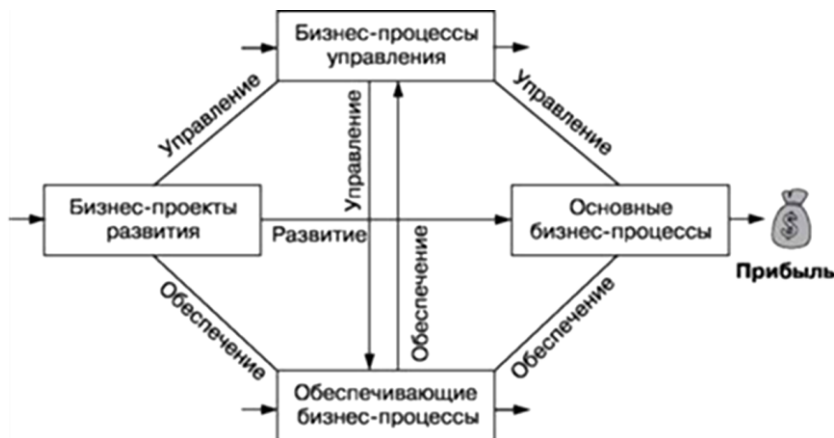 Бизнес-процессы
управления
Управление
Управление
Управление
Бизнес-проекты
развития
Развитие
Основные
бизнес-процессы
$
Прибыль
Обеспечение
Обеспечение
Обеспечение
Обеспечивающие
бизнес-процессы